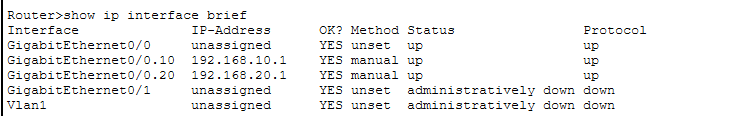 Router>show ip interface brief
Interface IP-Address OK? Method Status Protocol
GigabitEthernet0/0 unassigned YES unset up up
GigabitEthernet0/0.10 192.168.10.1 YES manual up up
GigabitEthernet0/0.20 192.168.20.1 YES manual up up
GigabitEthernet0/1 unassigned YES unset administratively down down
Vlan1 unassigned YES unset administratively down down